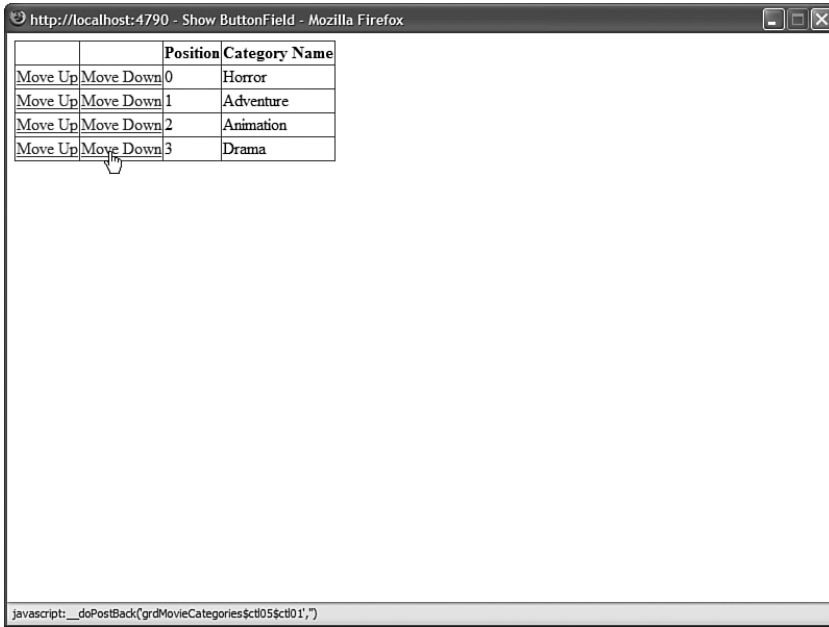 http://localhost:4790 - Show ButtonField - Mozilla Firefox
Position Category Name
Move Up Move Down 0 Horror
Move Up Move Down 1 Adventure
Move Up Move Down 2 Animation
Move Up Move Down 3 Drama
javascript:__doPostBack('grdMovieCategories$ctl05$ctl01','')